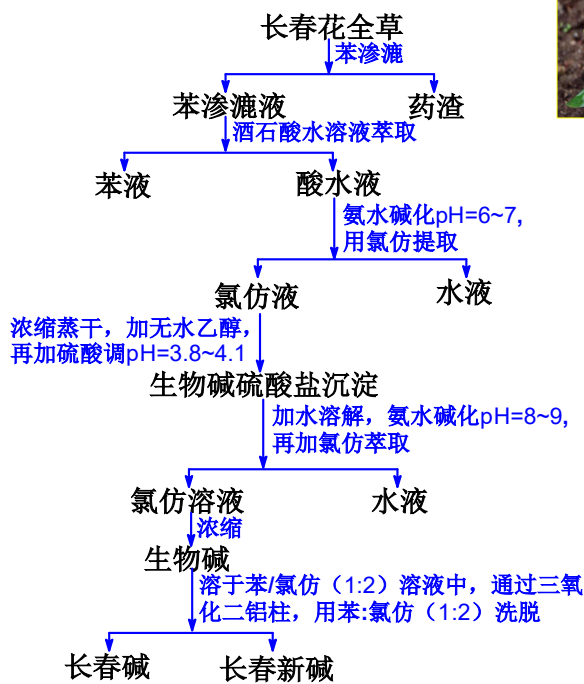 长春花全草
苯渗漉
苯渗漉液
药渣
酒石酸水溶液萃取
苯液
酸水液
氨水碱化pH=6~7,
用氯仿提取
氯仿液
水液
浓缩蒸干，加无水乙醇，
再加硫酸调pH=3.8~4.1
生物碱硫酸盐沉淀
加水溶解，氨水碱化pH=8~9,
再加氯仿萃取
氯仿溶液
水液
浓缩
生物碱
溶于苯/氯仿（1:2）溶液中，通过三氧
化二铝柱，用苯:氯仿（1:2）洗脱
长春碱
长春新碱